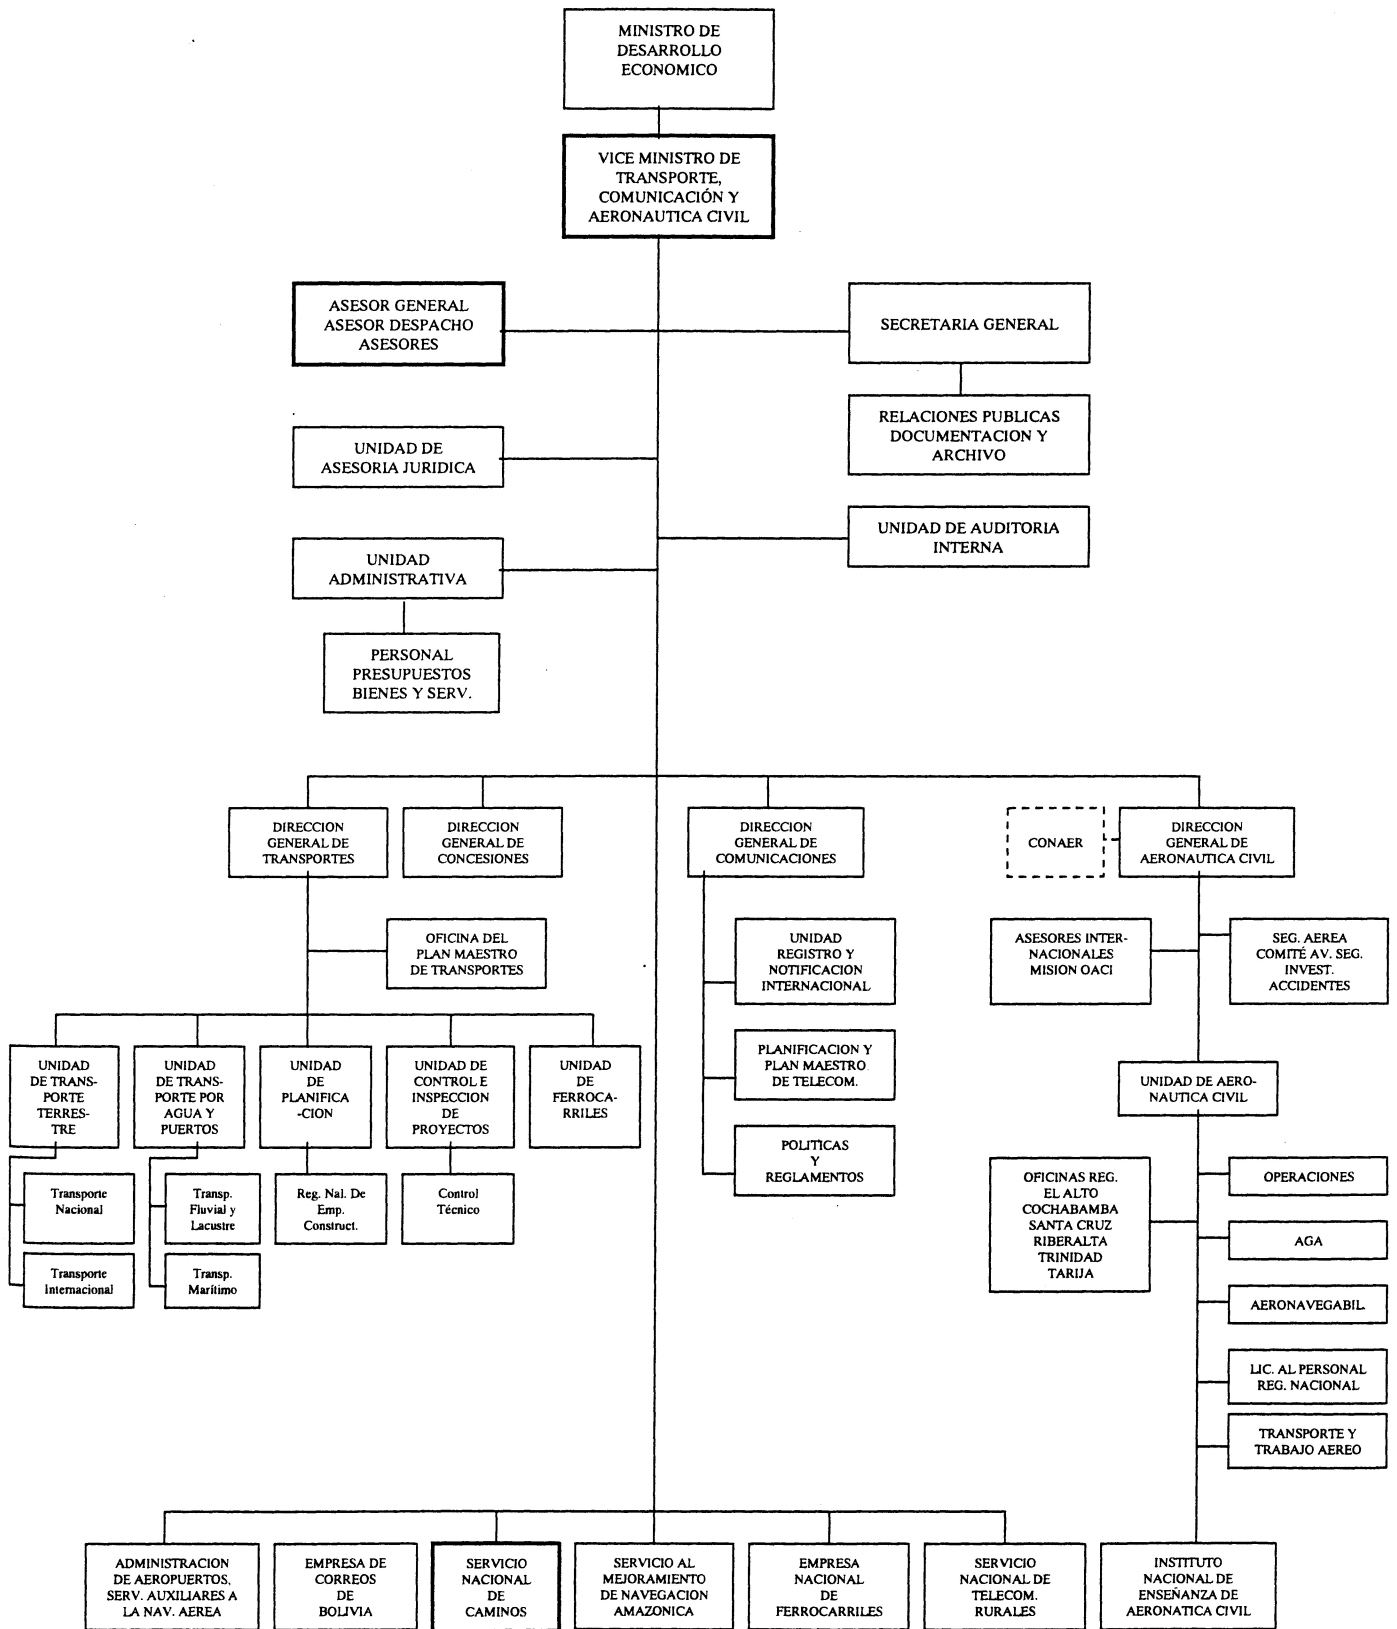 MINISTRO DE
DESARROLLO
ECONOMICO
VICE MINISTRO DE
TRANSPORTE,
COMUNICACIÓN Y
AERONAUTICA CIVIL
ASESOR GENERAL
ASESOR DESPACHO
ASESORES
SECRETARIA GENERAL
RELACIONES PUBLICAS
DOCUMENTACION Y
ARCHIVO
UNIDAD DE
ASESORIA JURIDICA
UNIDAD DE AUDITORIA
INTERNA
UNIDAD
ADMINISTRATIVA
PERSONAL
PRESUPUESTOS
BIENES Y SERV.
DIRECCION
GENERAL DE
TRANSPORTES
DIRECCION
GENERAL DE
CONCESIONES
DIRECCION
GENERAL DE
COMUNICACIONES
CONAER
DIRECCION
GENERAL DE
AERONAUTICA CIVIL
OFICINA DEL
PLAN MAESTRO
DE TRANSPORTES
UNIDAD
REGISTRO Y
NOTIFICACION
INTERNACIONAL
ASESORES INTER-
NACIONALES
MISION OACI
SEG. AEREA
COMITÉ AV. SEG.
INVEST.
ACCIDENTES
UNIDAD
DE TRANS-
PORTE
TERRES-
TRE
UNIDAD
DE TRANS-
PORTE POR
AGUA Y
PUERTOS
UNIDAD
DE
PLANIFICA
-CION
UNIDAD DE
CONTROL E
INSPECCION
DE
PROYECTOS
UNIDAD
DE
FERROCA-
RRILES
PLANIFICACION Y
PLAN MAESTRO
DE TELECOM.
UNIDAD DE AERO-
NAUTICA CIVIL
POLITICAS
Y
REGLAMENTOS
Transporte
Nacional
Transp.
Fluvial y
Lacustre
Reg. Nal. De
Emp.
Construct.
Control
Técnico
Transporte
Internacional
Transp.
Marítimo
OFICINAS REG.
EL ALTO
COCHABAMBA
SANTA CRUZ
RIBERALTA
TRINIDAD
TARIJA
OPERACIONES
AGA
AERONAVEGABIL.
LIC. AL PERSONAL
REG. NACIONAL
TRANSPORTE Y
TRABAJO AEREO
ADMINISTRACION
DE AEROPUERTOS,
SERV. AUXILIARES A
LA NAV. AEREA
EMPRESA DE
CORREOS
DE
BOLIVIA
SERVICIO
NACIONAL
DE
CAMINOS
SERVICIO AL
MEJORAMIENTO
DE NAVEGACION
AMAZONICA
EMPRESA
NACIONAL
DE
FERROCARRILES
SERVICIO
NACIONAL DE
TELECOM.
RURALES
INSTITUTO
NACIONAL DE
ENSEÑANZA DE
AERONATICA CIVIL